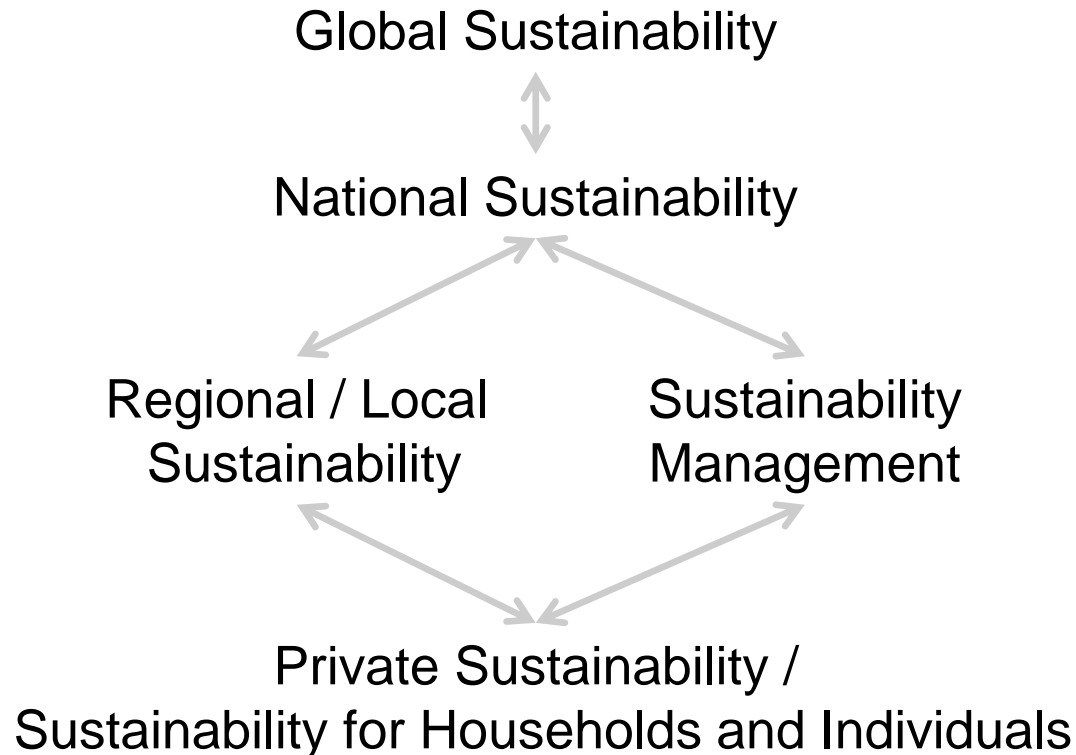 Global Sustainability
National Sustainability
Regional / Local
Sustainability
Sustainability
Management
Private Sustainability /
Sustainability for Households and Individuals